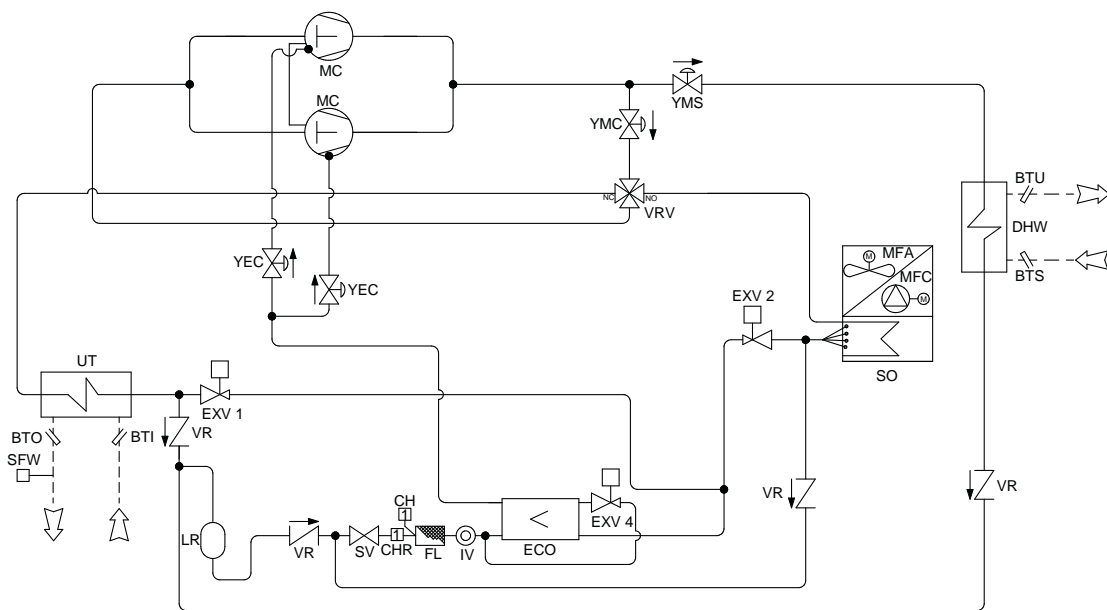 MC
MC
YMS
YMC
NC
NO
VRV
BTU
DHW
BTS
MFA
M
MFC
M
YEC
YEC
EXV 2
SO
UT
EXV 1
BTO
BTI
VR
SFW
CH
1
EXV 4
VR
VR
LR
VR
SV
1
CHR
FL
IV
ECO